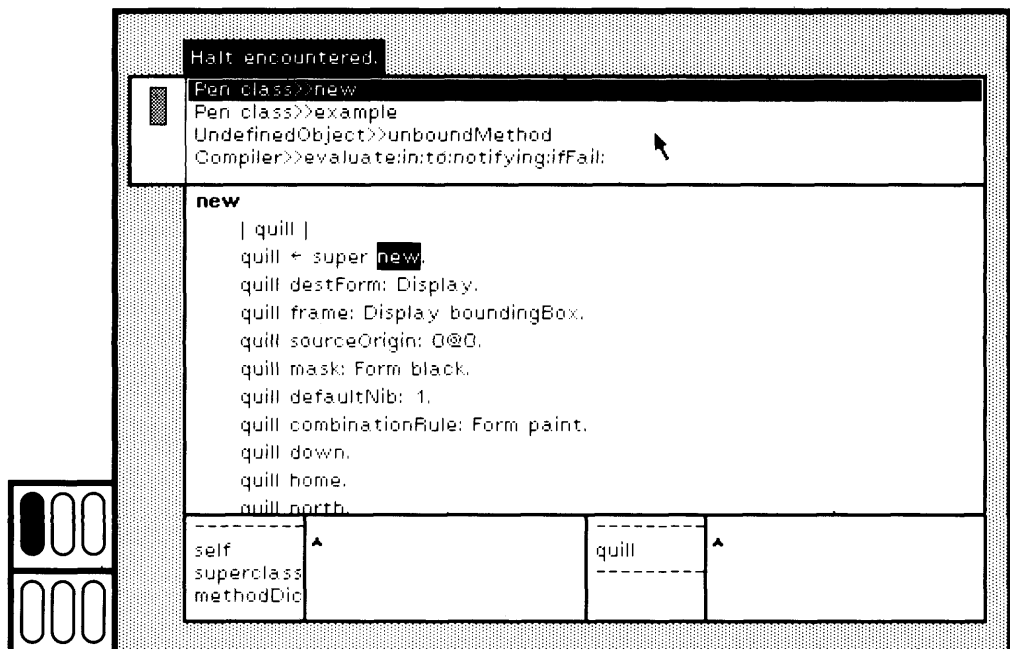 Halt encountered.
Pen class>>new
Pen class>>example
UndefinedObject>>unboundMethod
Compiler>>evaluate:in:to:notifying:ifFail:
new
| quill |
quill ← super new.
quill destForm: Display.
quill frame: Display boundingBox.
quill sourceOrigin: 0@0.
quill mask: Form black.
quill defaultNib: 1.
quill combinationRule: Form paint.
quill down.
quill home.
quill north.
self
superclass
methodDic
quill